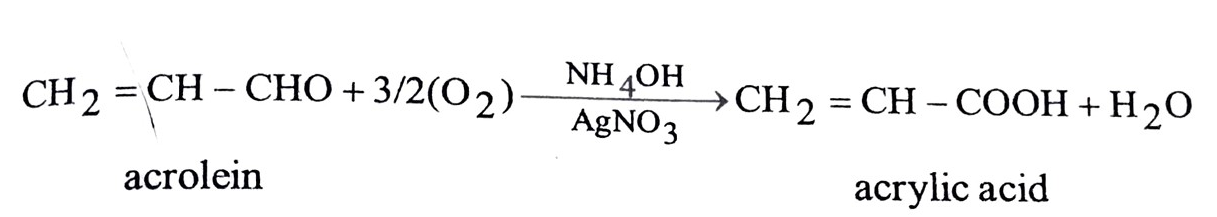 CH₂ = CH – CHO + 3/2(O₂) NH₄OH AgNO₃ → CH₂ = CH – COOH + H₂O
acrolein acrylic acid